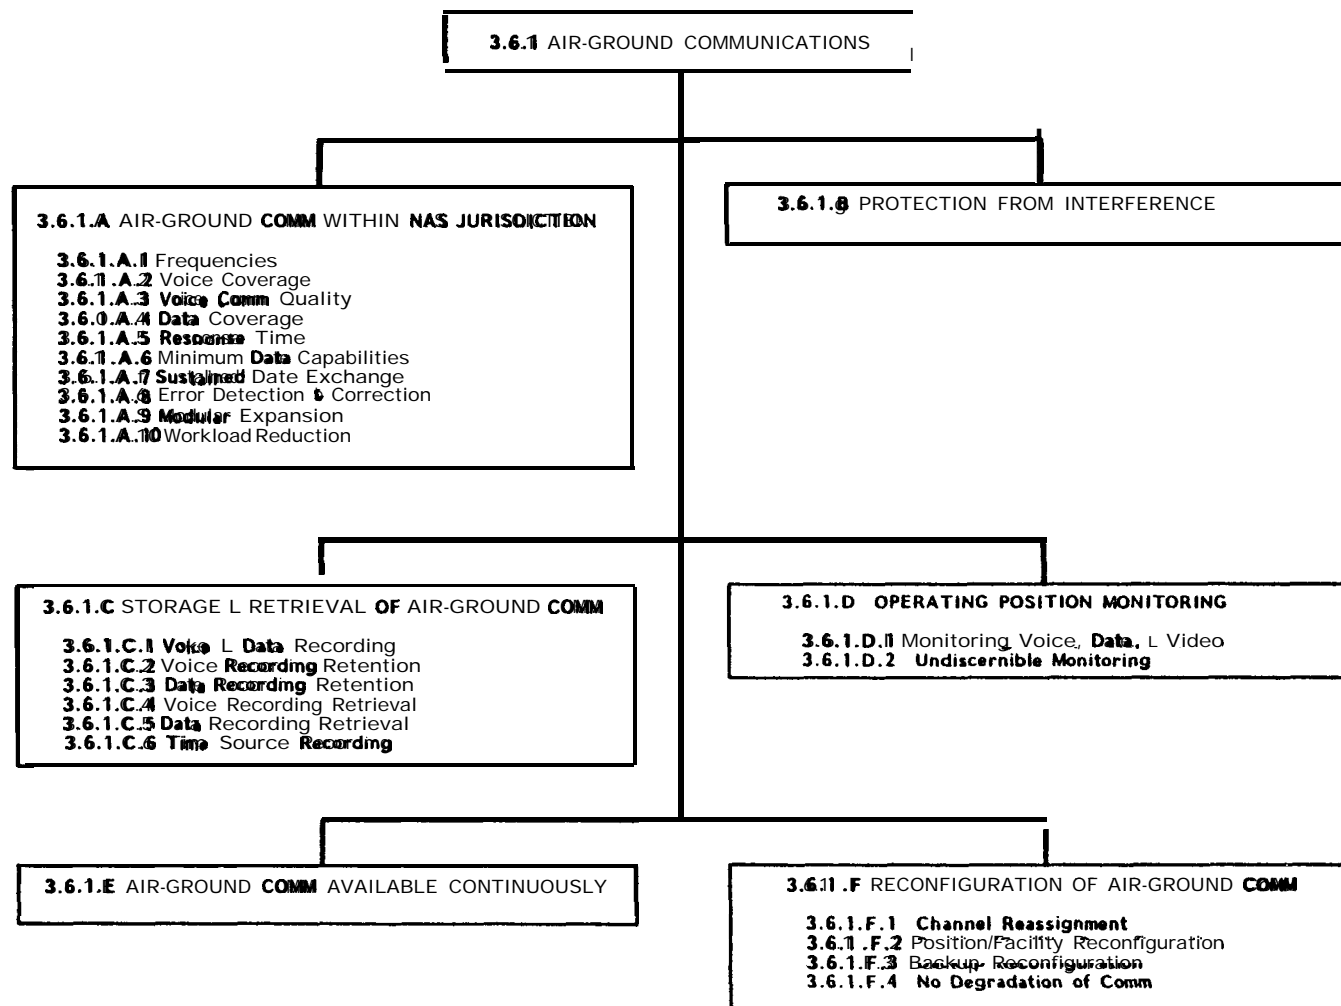 3.6.1 AIR-GROUND COMMUNICATIONS
3.6.1.A AIR-GROUND COMM WITHIN NAS JURISDICTION
3.6.1.A.1 Frequencies
3.6.1.A.2 Voice Coverage
3.6.1.A.3 Voice Comm Quality
3.6.1.A.4 Data Coverage
3.6.1.A.5 Response Time
3.6.1.A.6 Minimum Data Capabilities
3.6.1.A.7 Sustained Date Exchange
3.6.1.A.8 Error Detection & Correction
3.6.1.A.9 Modular Expansion
3.6.1.A.10 Workload Reduction
3.6.1.B PROTECTION FROM INTERFERENCE
3.6.1.C STORAGE L RETRIEVAL OF AIR-GROUND COMM
3.6.1.C.1 Voice L Data Recording
3.6.1.C.2 Voice Recording Retention
3.6.1.C.3 Data Recording Retention
3.6.1.C.4 Voice Recording Retrieval
3.6.1.C.5 Data Recording Retrieval
3.6.1.C.6 Time Source Recording
3.6.1.D OPERATING POSITION MONITORING
3.6.1.D.1 Monitoring Voice, Data, L Video
3.6.1.D.2 Undiscernible Monitoring
3.6.1.E AIR-GROUND COMM AVAILABLE CONTINUOUSLY
3.6.1.F RECONFIGURATION OF AIR-GROUND COMM
3.6.1.F.1 Channel Reassignment
3.6.1.F.2 Position/Facility Reconfiguration
3.6.1.F.3 Backup Reconfiguration
3.6.1.F.4 No Degradation of Comm